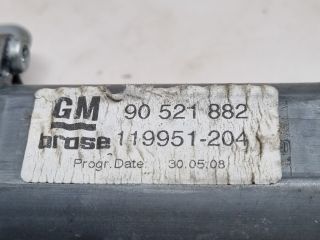 GM 90 521 882
brose 119951-204
Progr. Date. 30.05.08